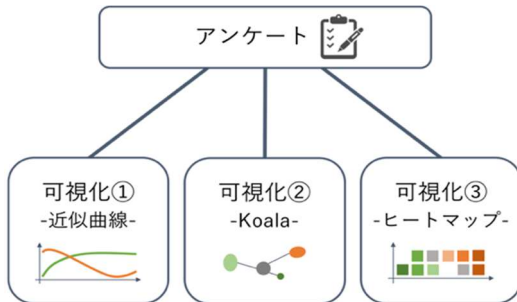 アンケート
可視化①
-近似曲線-
可視化②
-Koala-
可視化③
-ヒートマップ-